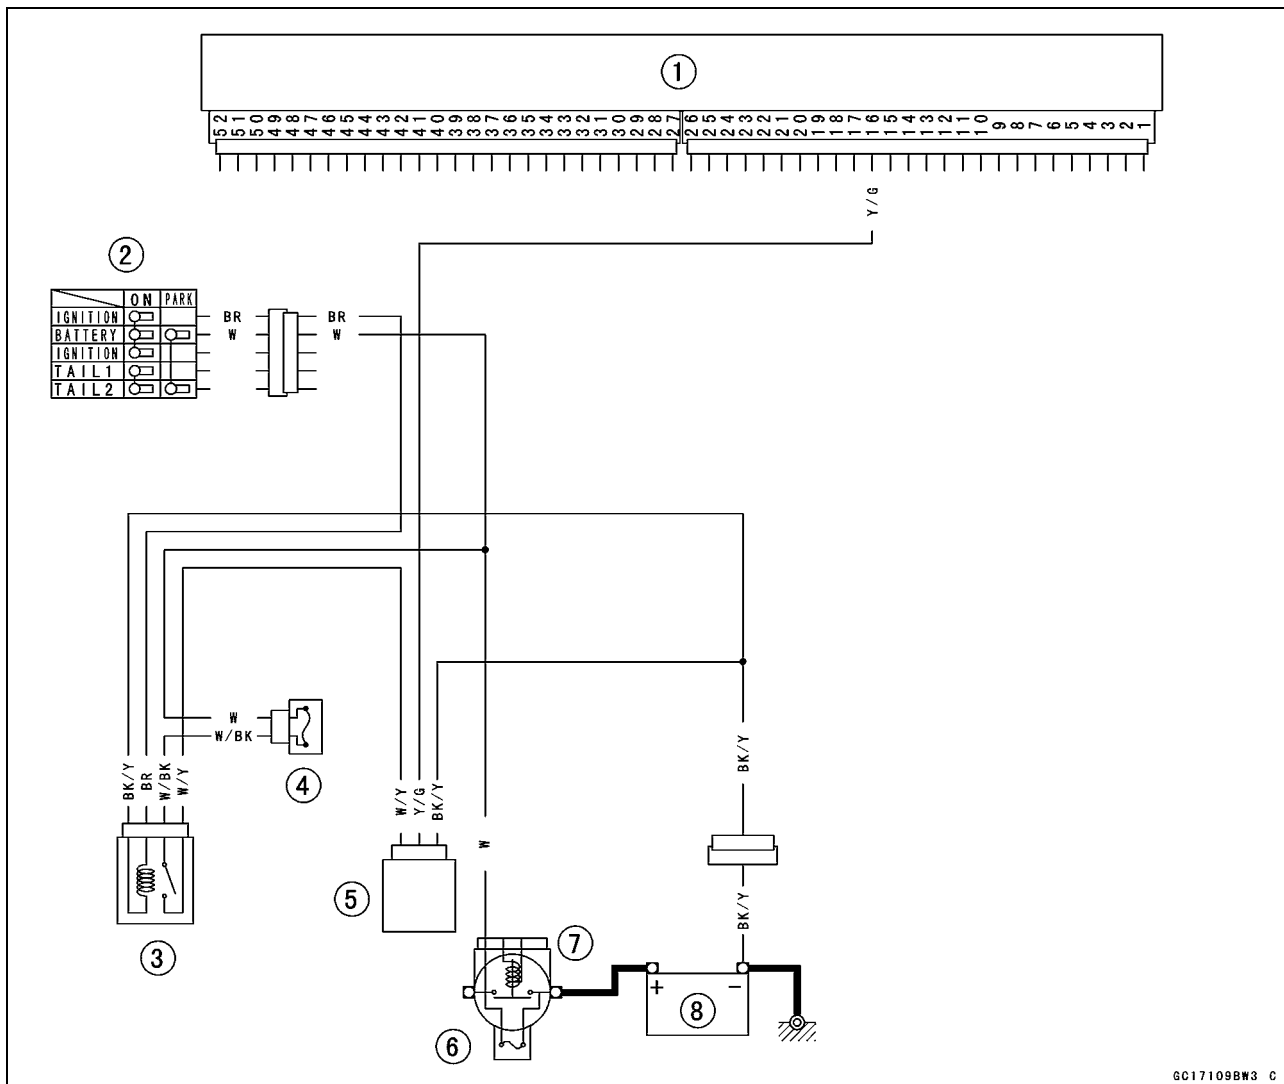 1
52 51 50 49 48 47 46 45 44 43 42 41 40 39 38 37 36 35 34 33 32 31 30 29 28 27 26 25 24 23 22 21 20 19 18 17 16 15 14 13 12 11 10 9 8 7 6 5 4 3 2 1
Y/G
2
ON PARK
IGNITION
BATTERY
IGNITION
TAIL1
TAIL2
BR BR
W W
W
W/BK
4
BK/Y BR W/BK W/Y
W/Y Y/G BK/Y
W
BK/Y
BK/Y
3
5
7
6
+ −
8
GC17109BW3 C